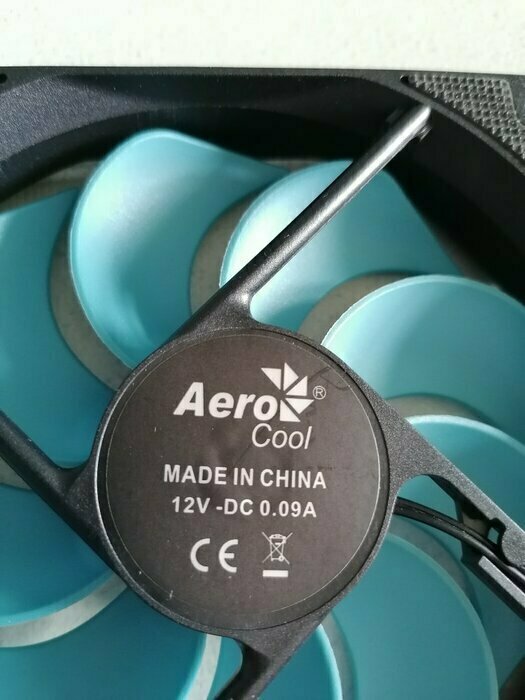 Aero ®
Cool
MADE IN CHINA
12V -DC 0.09A
CE